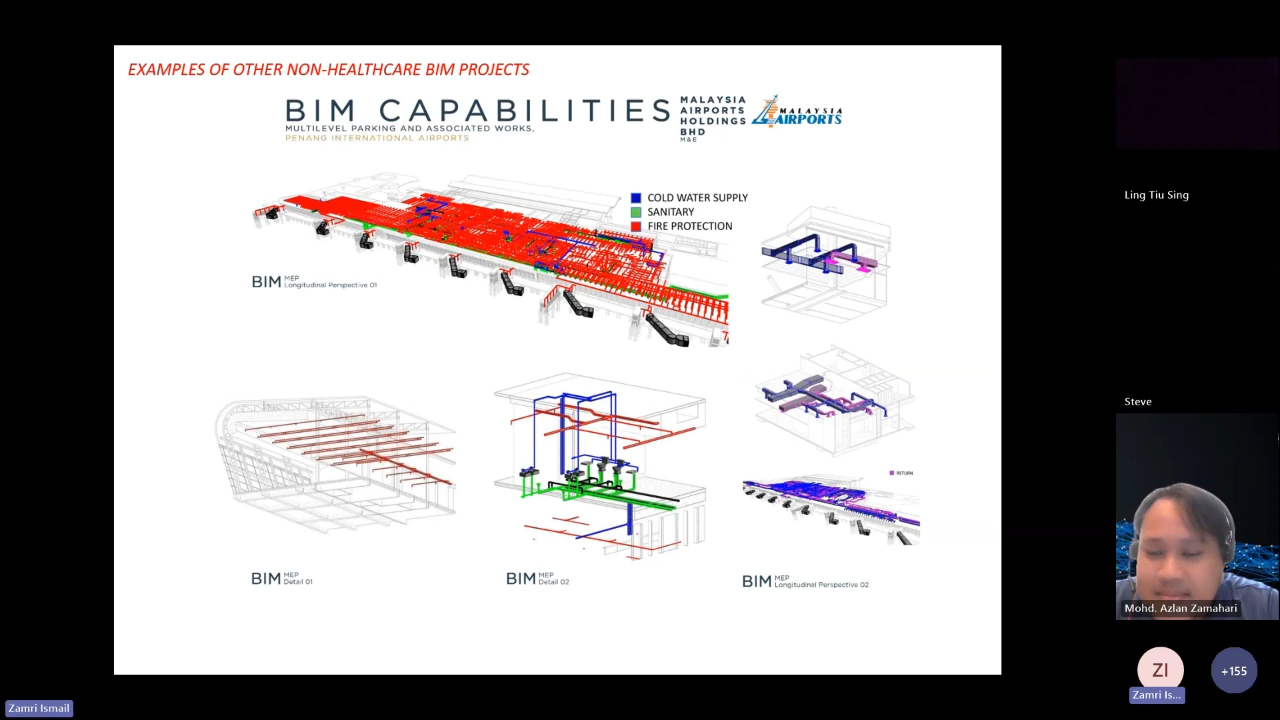 EXAMPLES OF OTHER NON-HEALTHCARE BIM PROJECTS
BIM CAPABILITIES
MULTILEVEL PARKING AND ASSOCIATED WORKS,
PENANG INTERNATIONAL AIRPORTS
MALAYSIA
AIRPORTS
HOLDINGS
BHD
M&E
MALAYSIA
AIRPORTS
COLD WATER SUPPLY
SANITARY
FIRE PROTECTION
BIM MEP
Longitudinal Perspective 01
RETURN
BIM MEP
Detail 01
BIM MEP
Detail 02
BIM MEP
Longitudinal Perspective 02
Ling Tiu Sing
Steve
Mohd. Azlan Zamahari
ZI
+155
Zamri Is...
Zamri Ismail